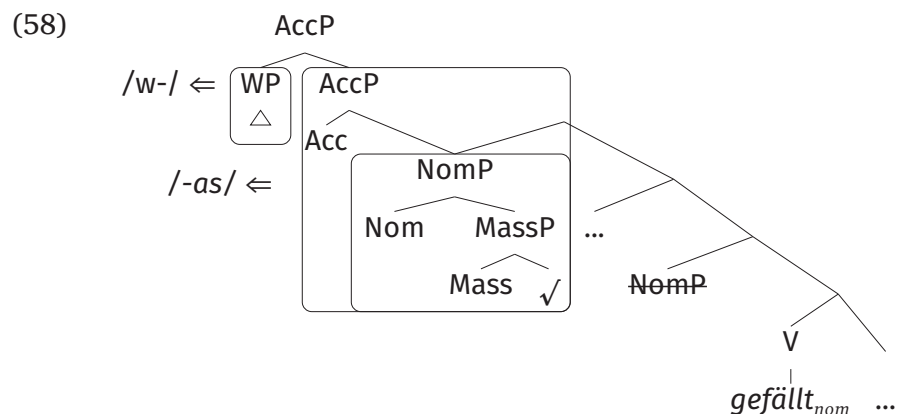 (58)
AccP
/w-/ ⇐ WP AccP
Acc
/-as/ ⇐ NomP
Nom MassP ...
Mass √ NomP
V
gefällt_nom ...